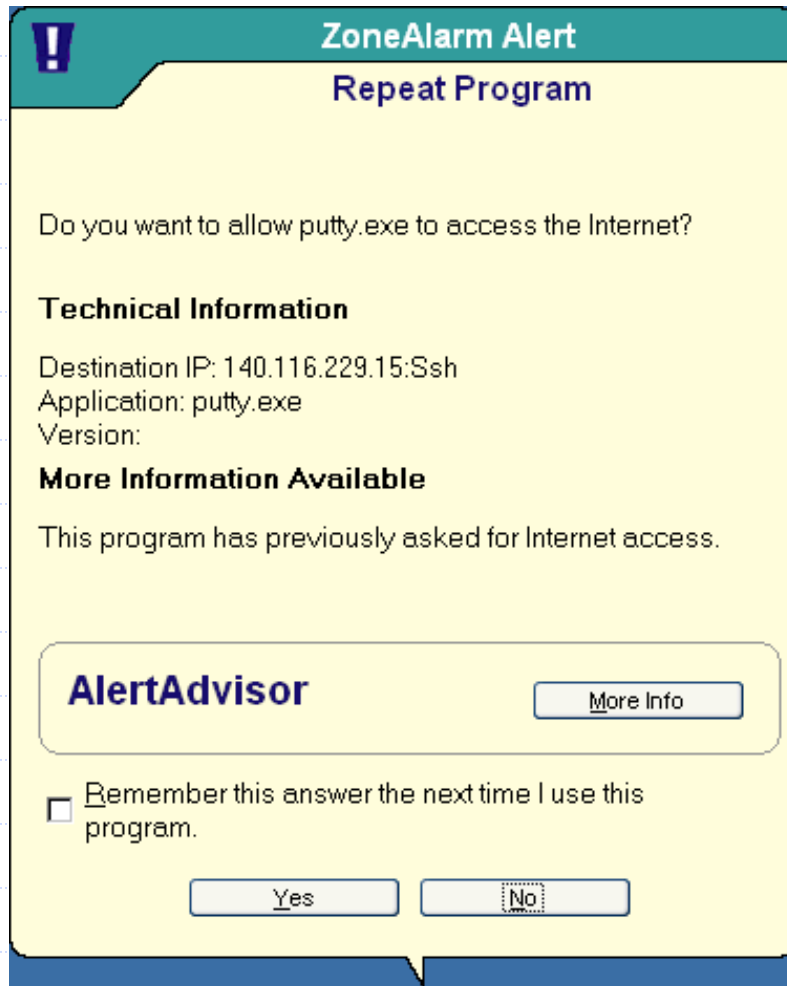 ZoneAlarm Alert
Repeat Program
Do you want to allow putty.exe to access the Internet?
Technical Information
Destination IP: 140.116.229.15:Ssh
Application: putty.exe
Version:
More Information Available
This program has previously asked for Internet access.
AlertAdvisor
More Info
Remember this answer the next time I use this
program.
Yes
No